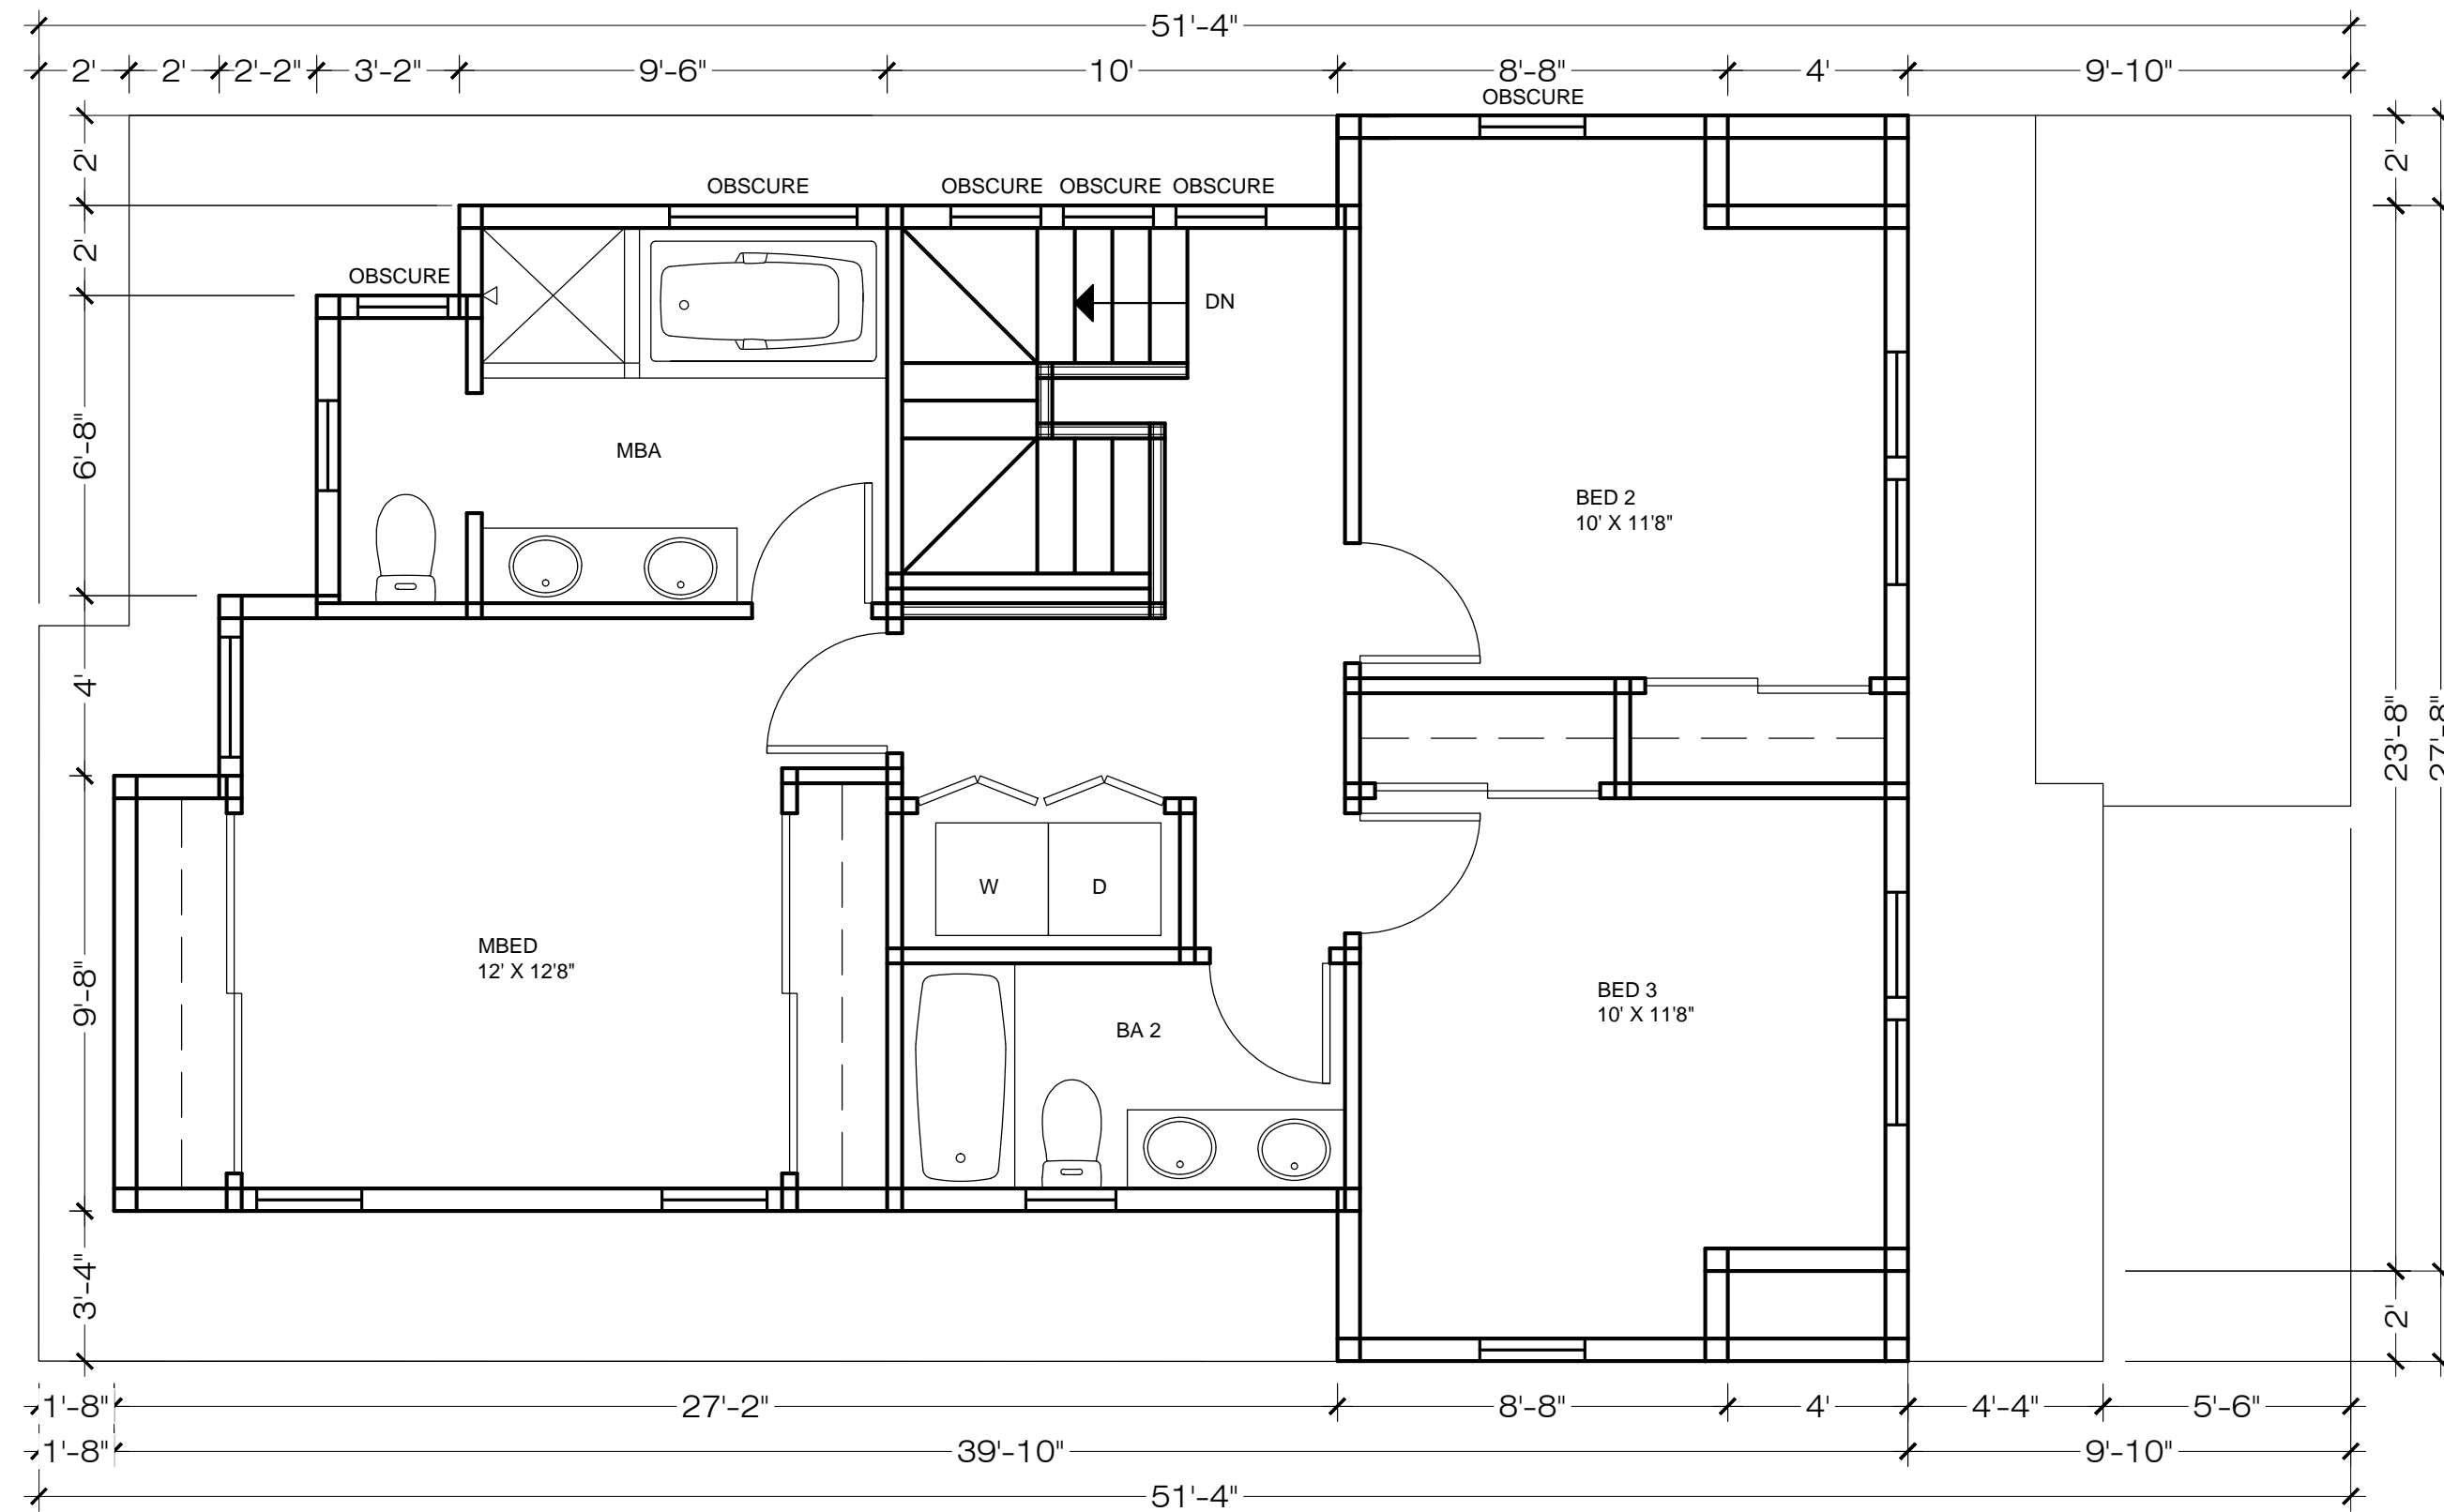 51'-4"
2' 2' 2'-2" 3'-2" 9'-6" 10' 8'-8" 4' 9'-10"
OBSCURE
2'
2'
OBSCURE OBSCURE OBSCURE OBSCURE
2'
OBSCURE
DN
6'-8"
MBA
BED 2
10' X 11'8"
4'
23'-8"
27'-8"
W D
MBED
12' X 12'8"
9'-8"
BED 3
10' X 11'8"
BA 2
3'-4"
2'
1'-8" 27'-2" 8'-8" 4' 4'-4" 5'-6"
1'-8" 39'-10" 9'-10"
51'-4"